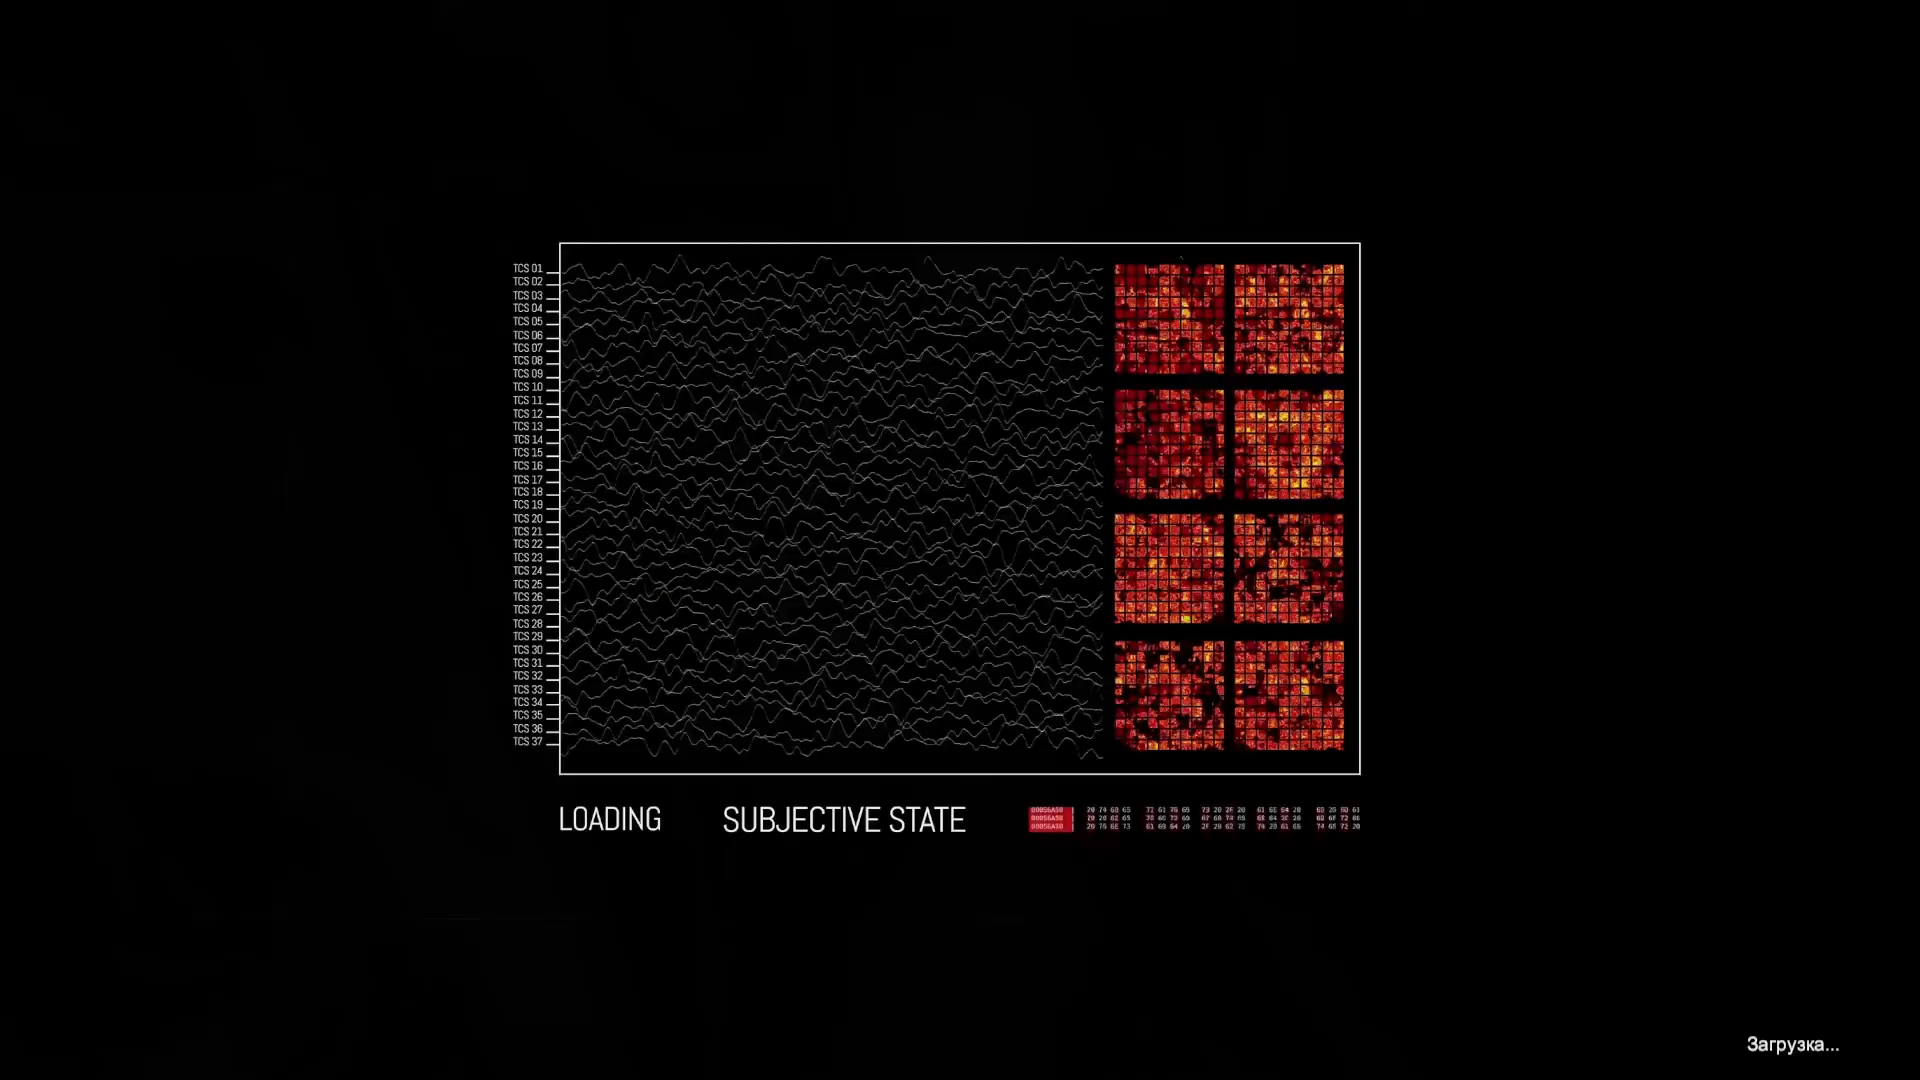 TCS 01
TCS 02
TCS 03
TCS 04
TCS 05
TCS 06
TCS 07
TCS 08
TCS 09
TCS 10
TCS 11
TCS 12
TCS 13
TCS 14
TCS 15
TCS 16
TCS 17
TCS 18
TCS 19
TCS 20
TCS 21
TCS 22
TCS 23
TCS 24
TCS 25
TCS 26
TCS 27
TCS 28
TCS 29
TCS 30
TCS 31
TCS 32
TCS 33
TCS 34
TCS 35
TCS 36
TCS 37
LOADING SUBJECTIVE STATE
Загрузка...